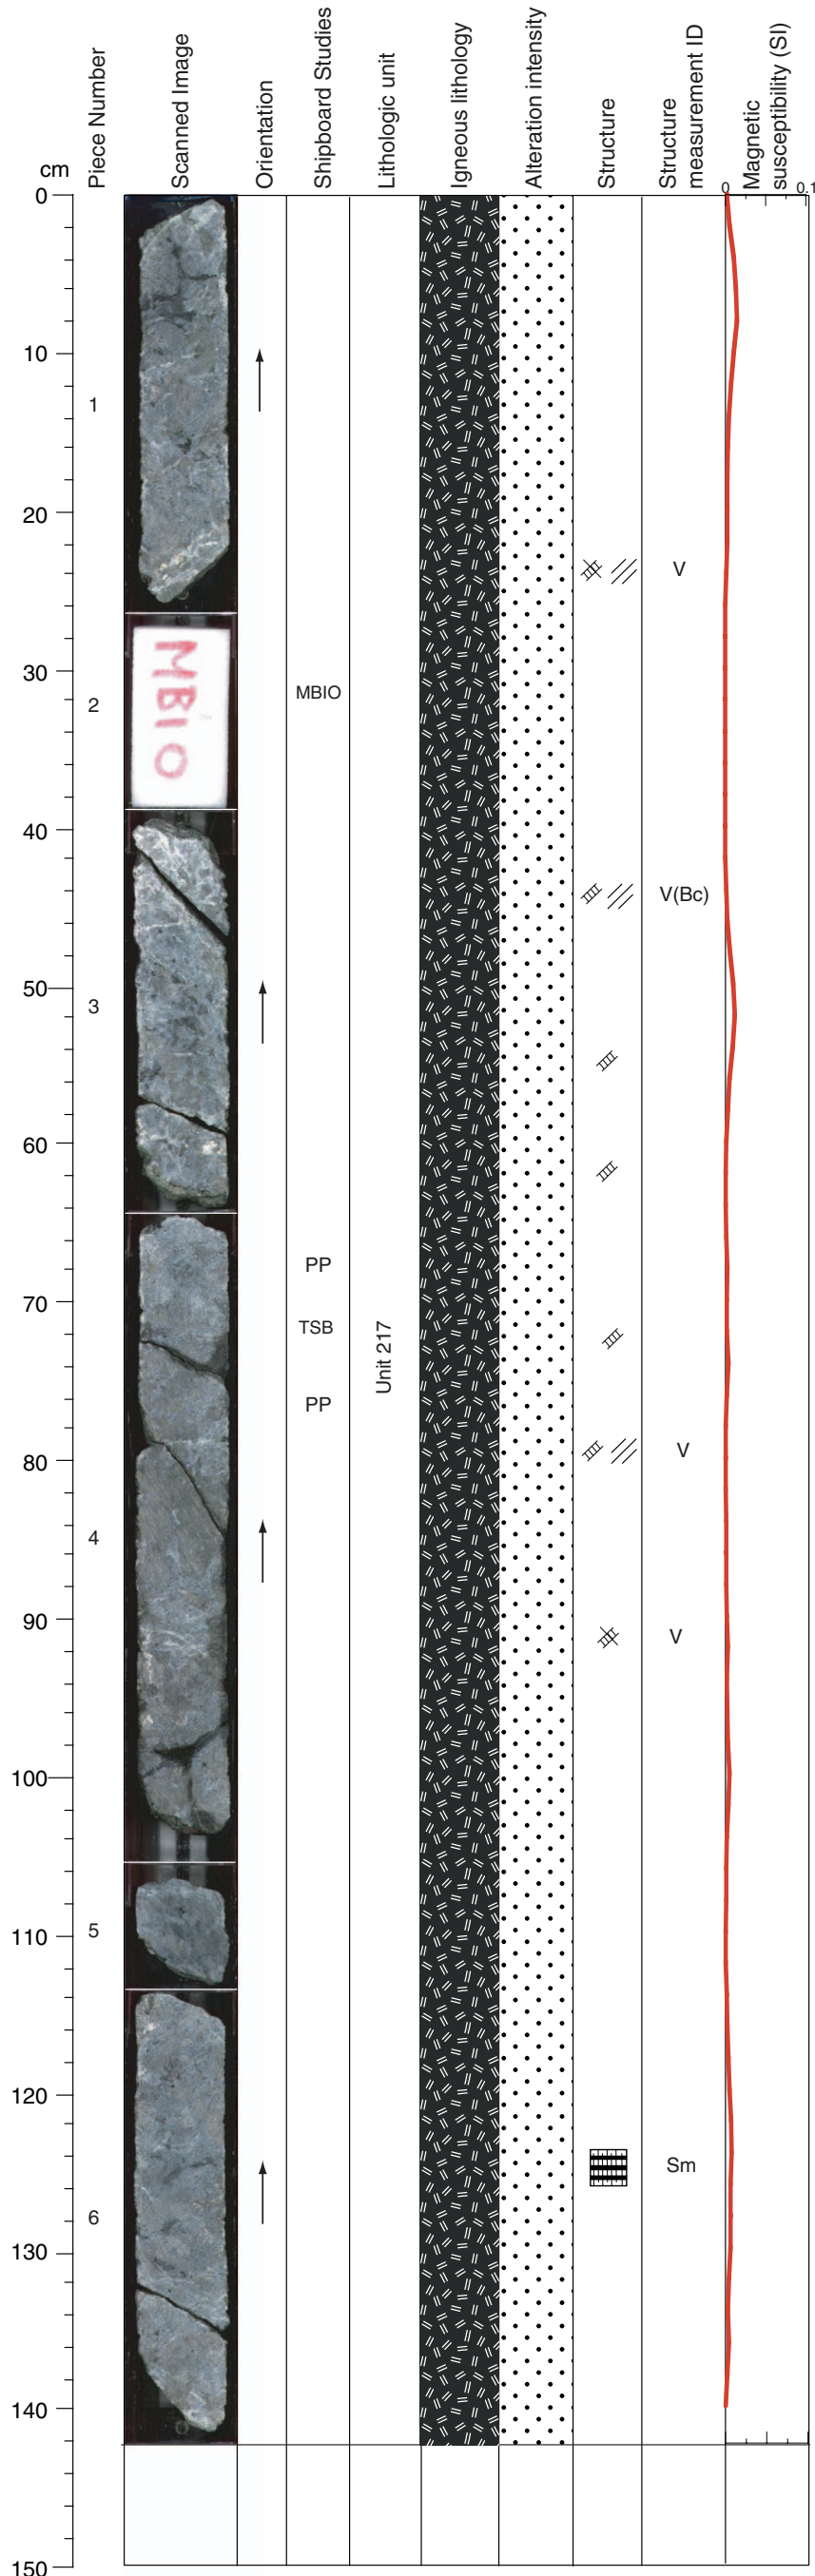 cm
Piece Number
Scanned Image
Orientation
Shipboard Studies
Lithologic unit
Igneous lithology
Alteration intensity
Structure
Structure measurement ID
Magnetic susceptibility (SI)
0 0 0.1
10
1
20
V
30
2 MBIO MBIO
40
V(Bc)
50
3
60
PP
70
TSB
Unit 217
PP
80 V
4
90
V
100
5
110
120
Sm
6
130
140
150